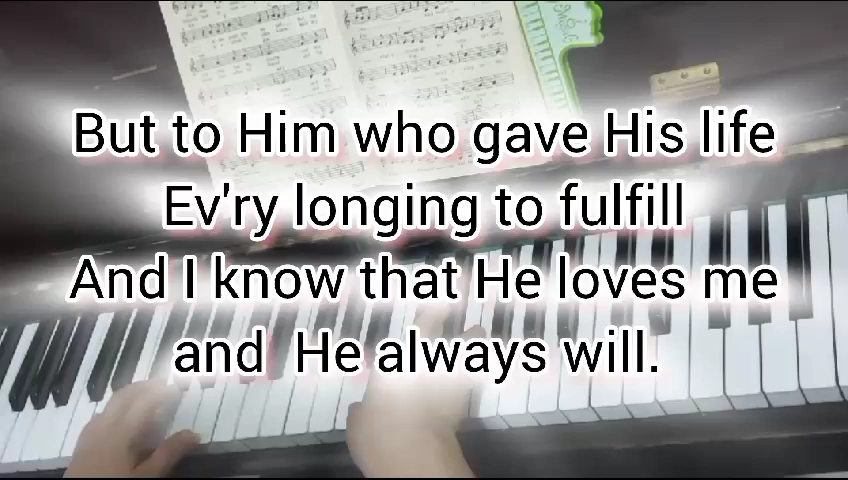 But to Him who gave His life
Ev'ry longing to fulfill
And I know that He loves me
and  He always will.